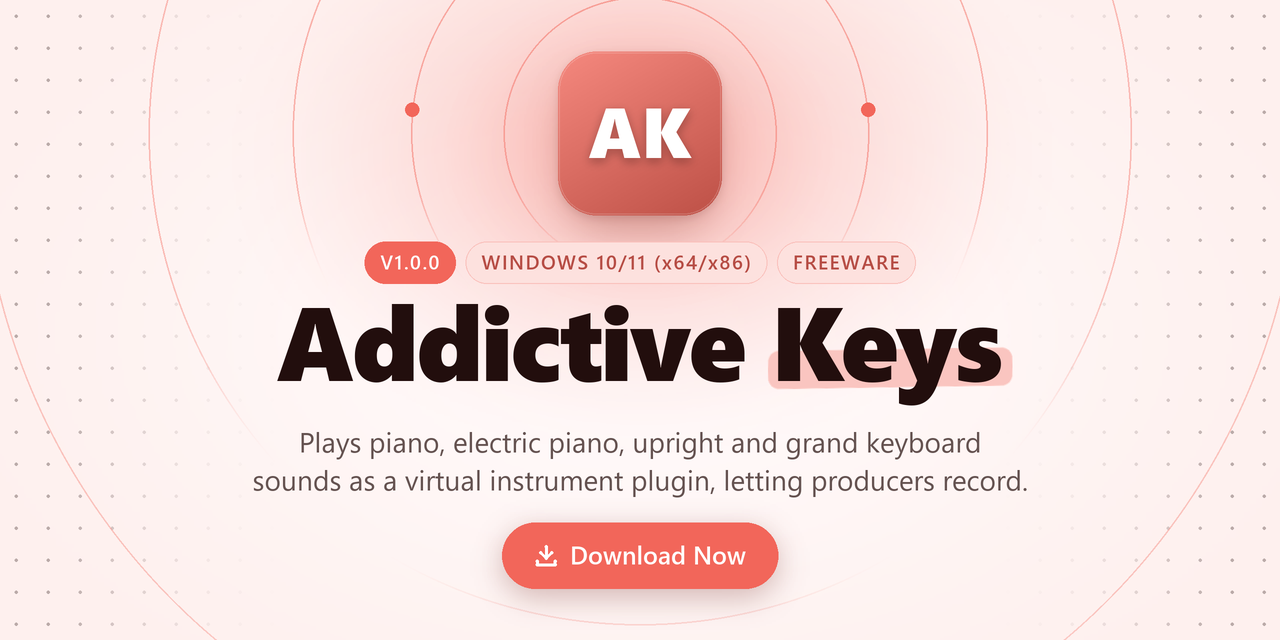 AK
V1.0.0 WINDOWS 10/11 (x64/x86) FREEWARE
Addictive Keys
Plays piano, electric piano, upright and grand keyboard
sounds as a virtual instrument plugin, letting producers record.
Download Now